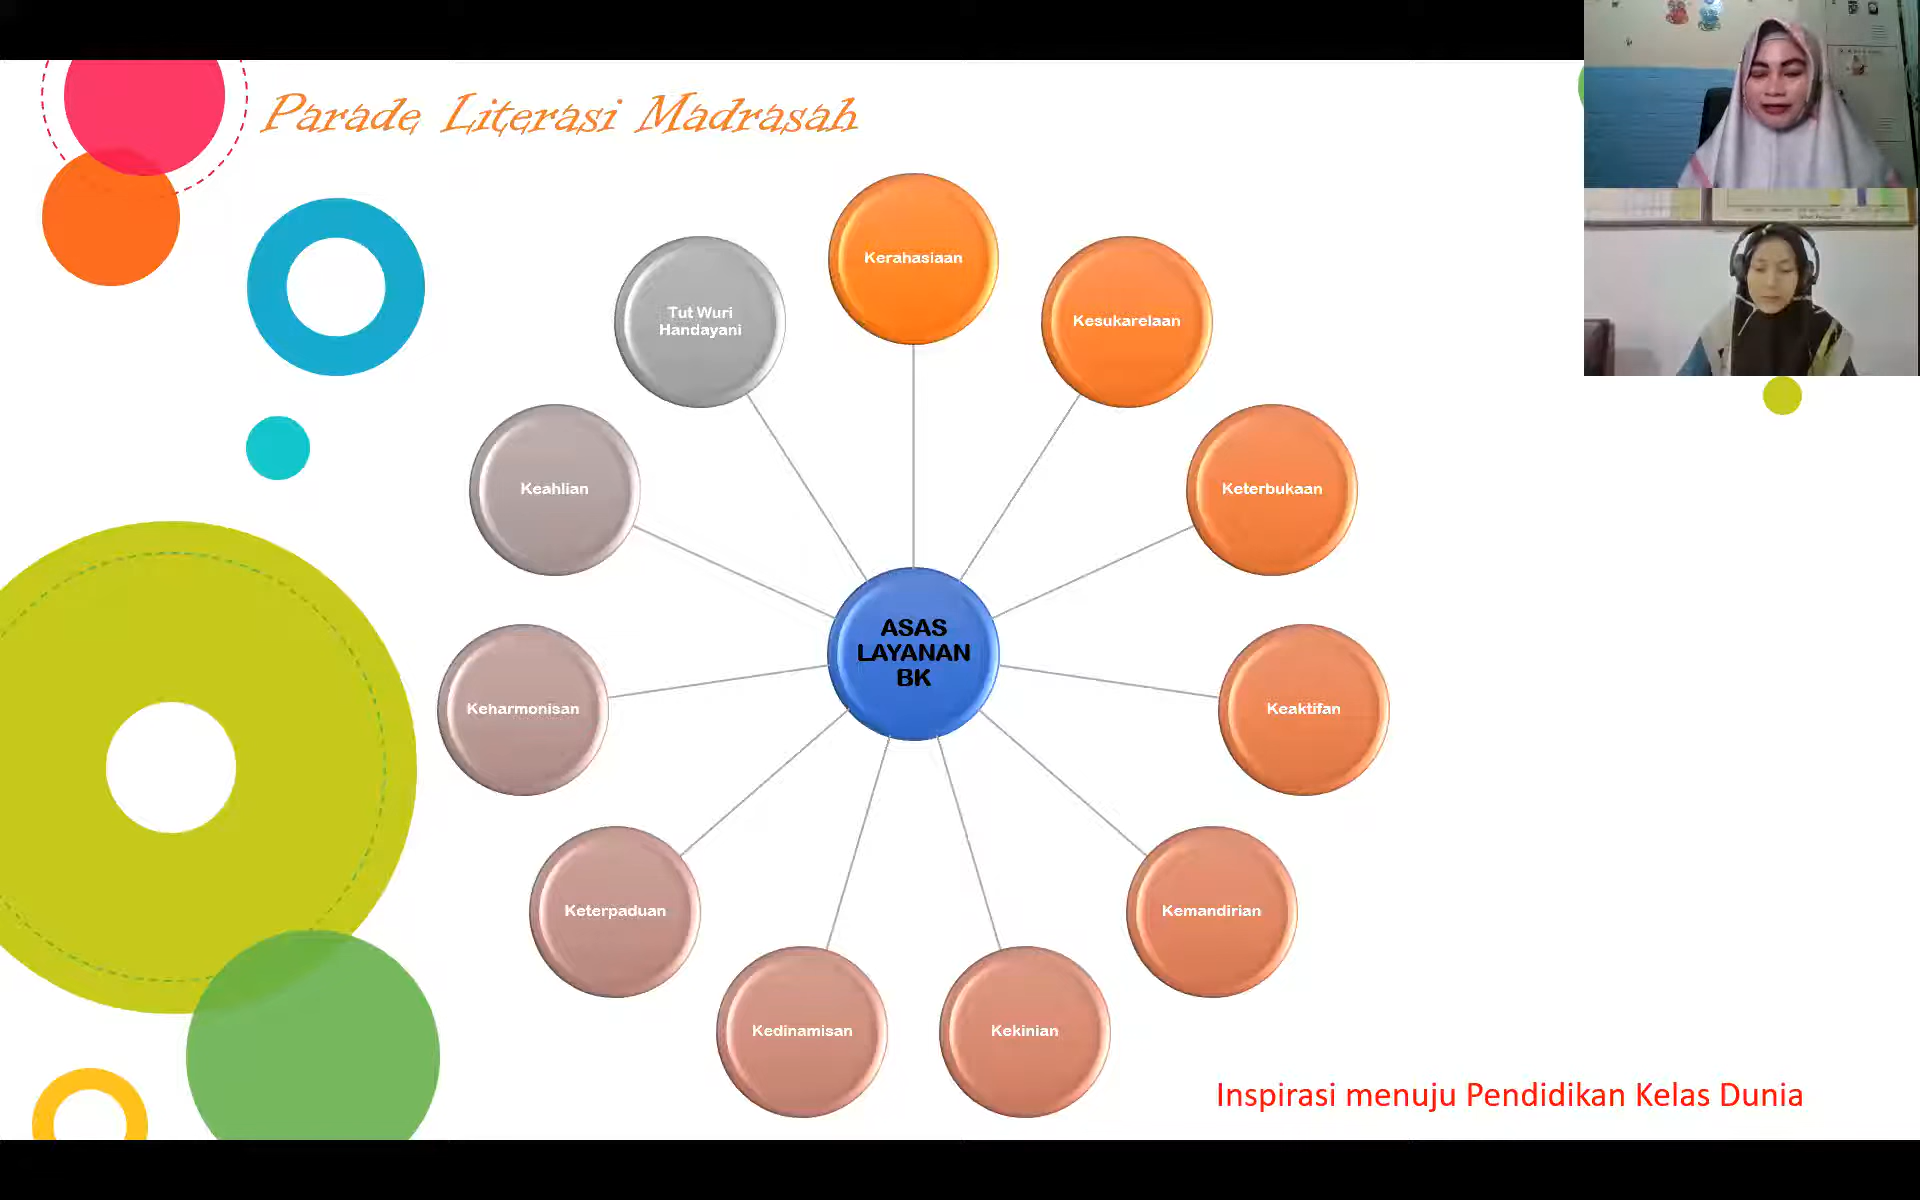 Parade Literasi Madrasah
Kerahasiaan
Kesukarelaan
Keterbukaan
Keaktifan
Kemandirian
Kekinian
Kedinamisan
Keterpaduan
Keharmonisan
Keahlian
Tut Wuri
Handayani
ASAS
LAYANAN
BK
Inspirasi menuju Pendidikan Kelas Dunia